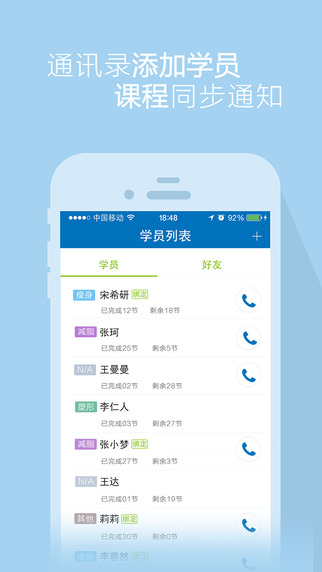 通讯录添加学员
课程同步通知
中国移动 18:48 92%
学员列表 +
学员 好友
瘦身 宋希研 绑定
已完成12节 剩余18节
减脂 张珂
已完成25节 剩余5节
N/A 王曼曼
已完成02节 剩余28节
塑形 李仁人
已完成03节 剩余27节
减脂 张小梦 绑定
已完成27节 剩余3节
N/A 王达
已完成01节 剩余19节
其他 莉莉 绑定
已完成30节 剩余0节
N/A 李意然 绑定